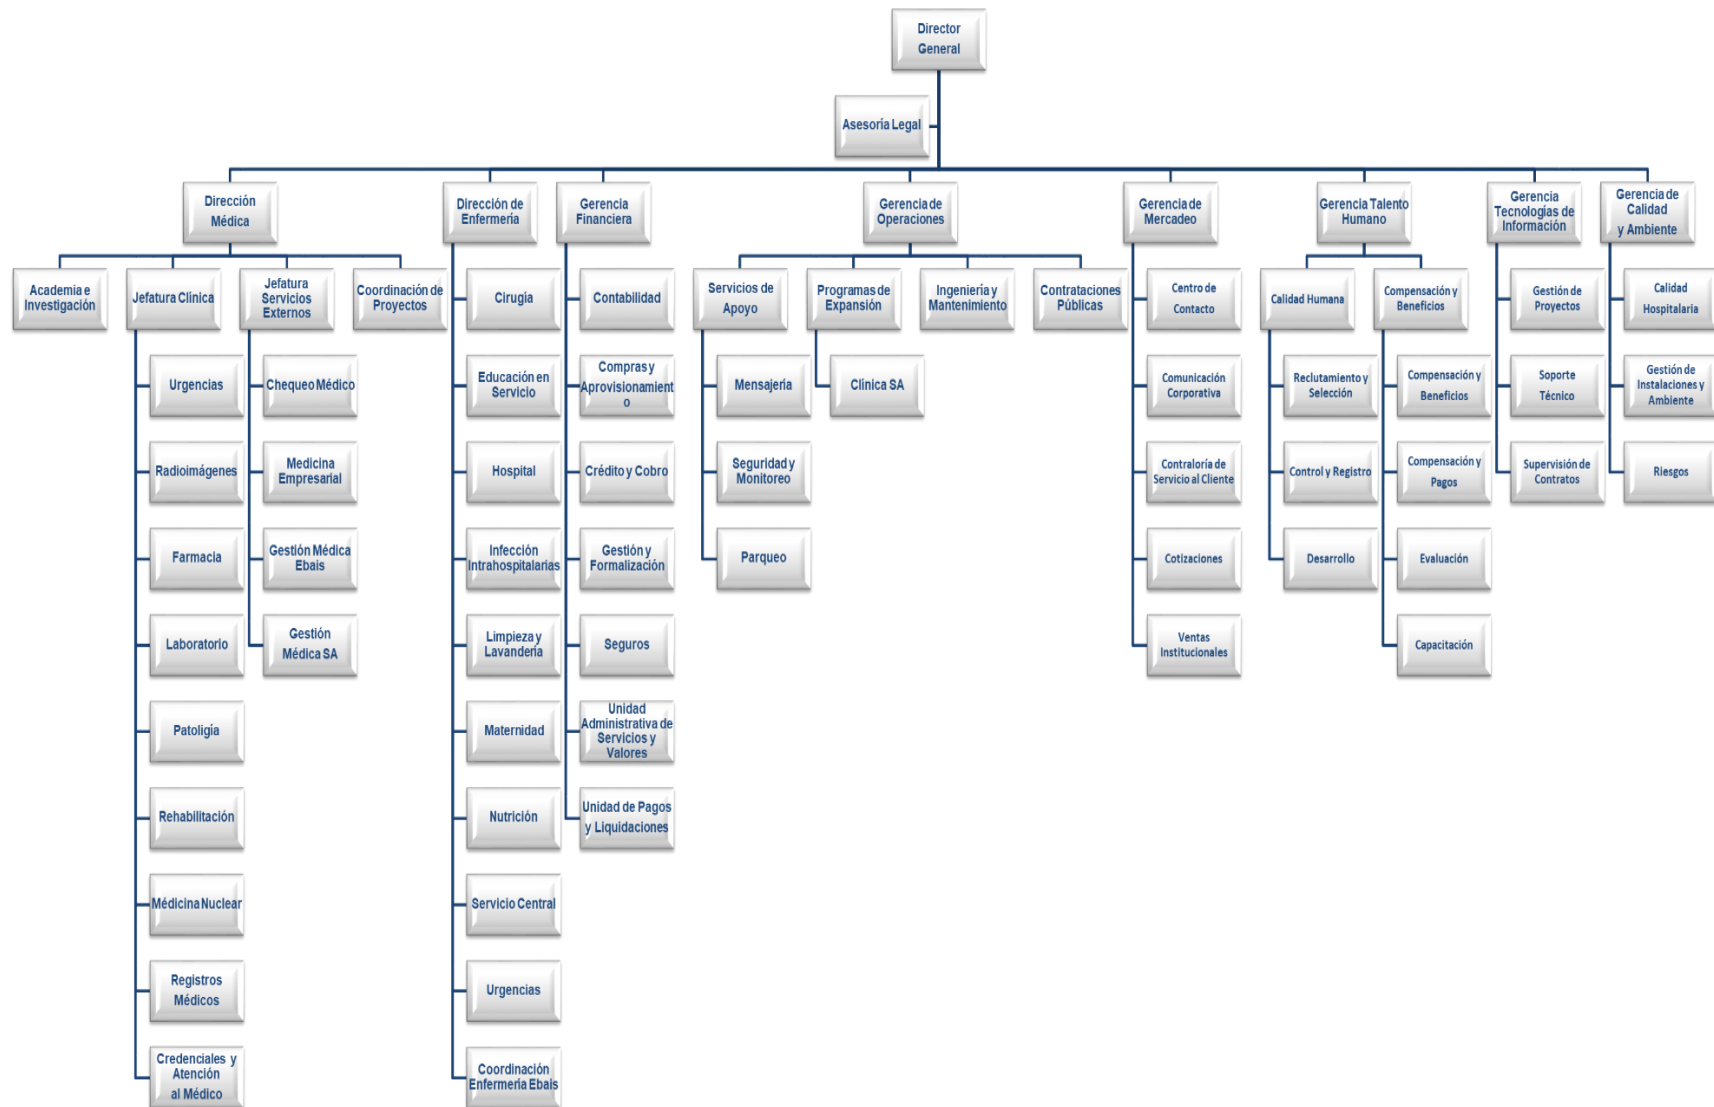 Director
General
Asesoría Legal
Dirección
Médica
Dirección de
Enfermería
Gerencia
Financiera
Gerencia de
Operaciones
Gerencia de
Mercadeo
Gerencia Talento
Humano
Gerencia
Tecnologías de
Información
Gerencia de
Calidad
y Ambiente
Academia e
Investigación
Jefatura Clínica
Jefatura
Servicios
Externos
Coordinación de
Proyectos
Cirugía
Contabilidad
Servicios de
Apoyo
Programas de
Expansión
Ingeniería y
Mantenimiento
Contrataciones
Públicas
Centro de
Contacto
Calidad Humana
Compensación y
Beneficios
Gestión de
Proyectos
Calidad
Hospitalaria
Urgencias
Chequeo Médico
Educación en
Servicio
Compras y
Aprovisionamient
o
Mensajería
Clínica SA
Comunicación
Corporativa
Reclutamiento y
Selección
Compensación y
Beneficios
Soporte
Técnico
Gestión de
Instalaciones y
Ambiente
Radioimágenes
Medicina
Empresarial
Hospital
Crédito y Cobro
Seguridad y
Monitoreo
Contraloría de
Servicio al Cliente
Control y Registro
Compensación y
Pagos
Supervisión de
Contratos
Riesgos
Farmacia
Gestión Médica
Ebais
Infección
Intrahospitalarias
Gestión y
Formalización
Parqueo
Cotizaciones
Desarrollo
Evaluación
Laboratorio
Gestión
Médica SA
Limpieza y
Lavandería
Seguros
Ventas
Institucionales
Capacitación
Patoligía
Maternidad
Unidad
Administrativa de
Servicios y
Valores
Rehabilitación
Nutrición
Unidad de Pagos
y Liquidaciones
Médicina Nuclear
Servicio Central
Registros
Médicos
Urgencias
Credenciales y
Atención
al Médico
Coordinación
Enfermería Ebais